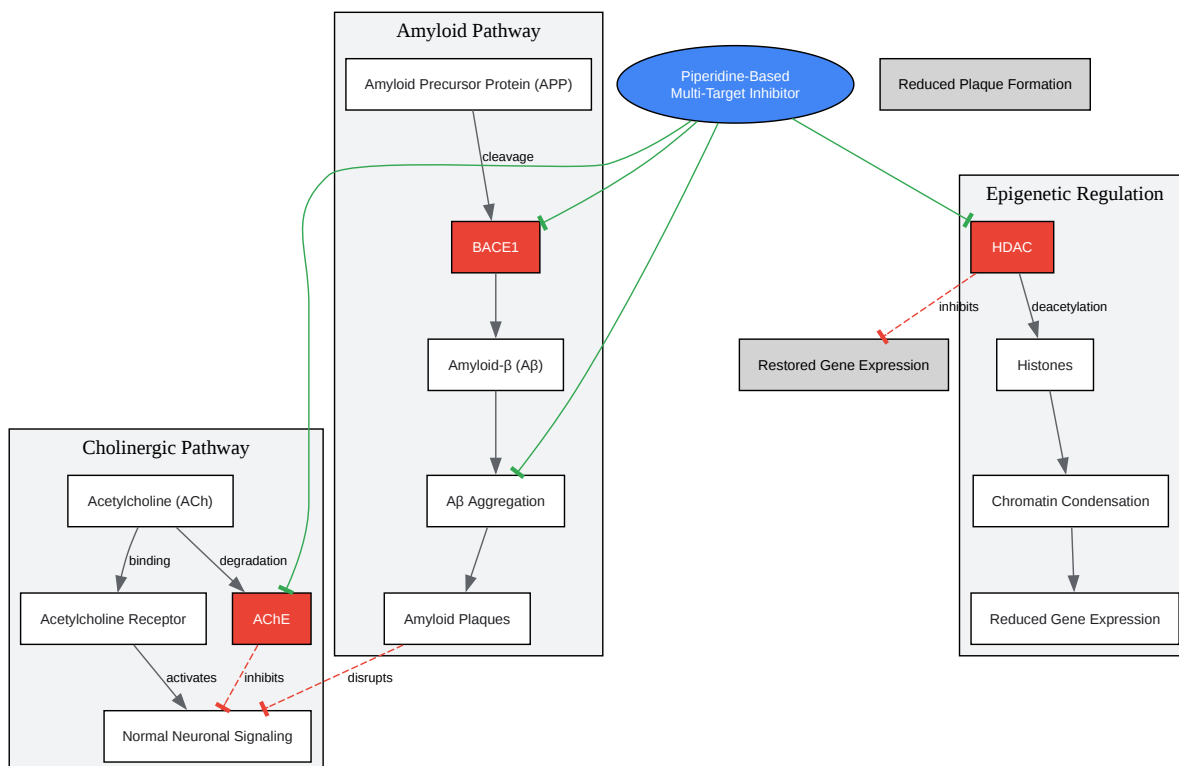 Amyloid Pathway
Amyloid Precursor Protein (APP)
Piperidine-Based
Multi-Target Inhibitor
Reduced Plaque Formation
cleavage
Epigenetic Regulation
BACE1
HDAC
inhibits
deacetylation
Amyloid-β (Aβ)
Restored Gene Expression
Histones
Cholinergic Pathway
Acetylcholine (ACh)
Aβ Aggregation
Chromatin Condensation
binding
degradation
Acetylcholine Receptor
AChE
Amyloid Plaques
Reduced Gene Expression
activates
inhibits
disrupts
Normal Neuronal Signaling